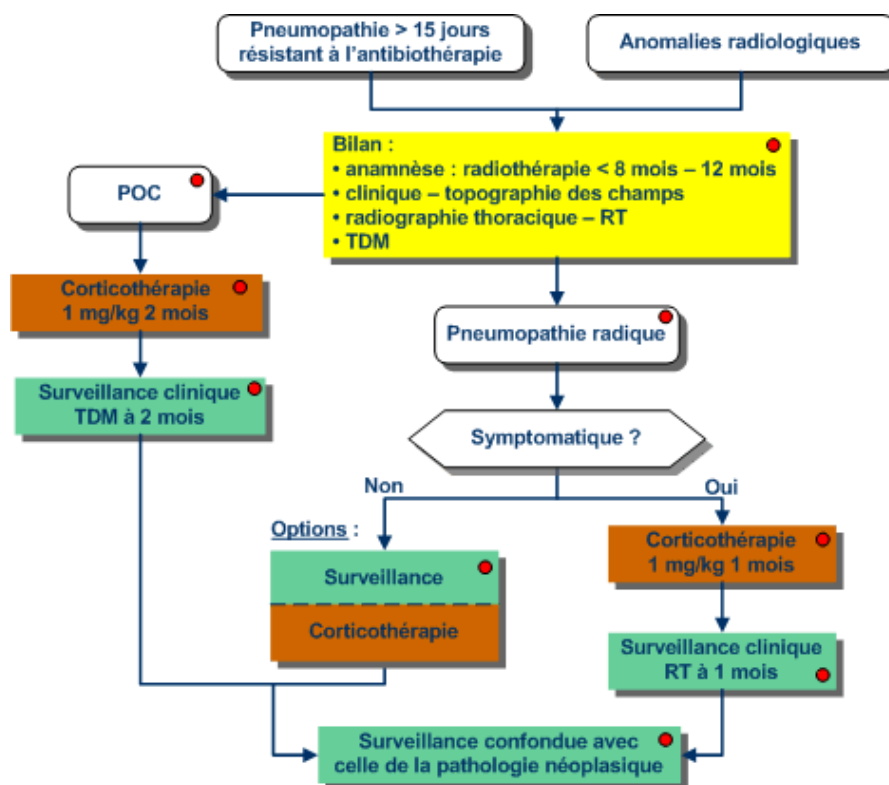 Pneumopathie > 15 jours
résistant à l'antibiothérapie
Anomalies radiologiques
Bilan :
• anamnèse : radiothérapie < 8 mois – 12 mois
• clinique – topographie des champs
• radiographie thoracique – RT
• TDM
POC
Corticothérapie
1 mg/kg 2 mois
Pneumopathie radique
Surveillance clinique
TDM à 2 mois
Symptomatique ?
Non
Oui
Options :
Surveillance
Corticothérapie
Corticothérapie
1 mg/kg 1 mois
Surveillance clinique
RT à 1 mois
Surveillance confondue avec
celle de la pathologie néoplasique